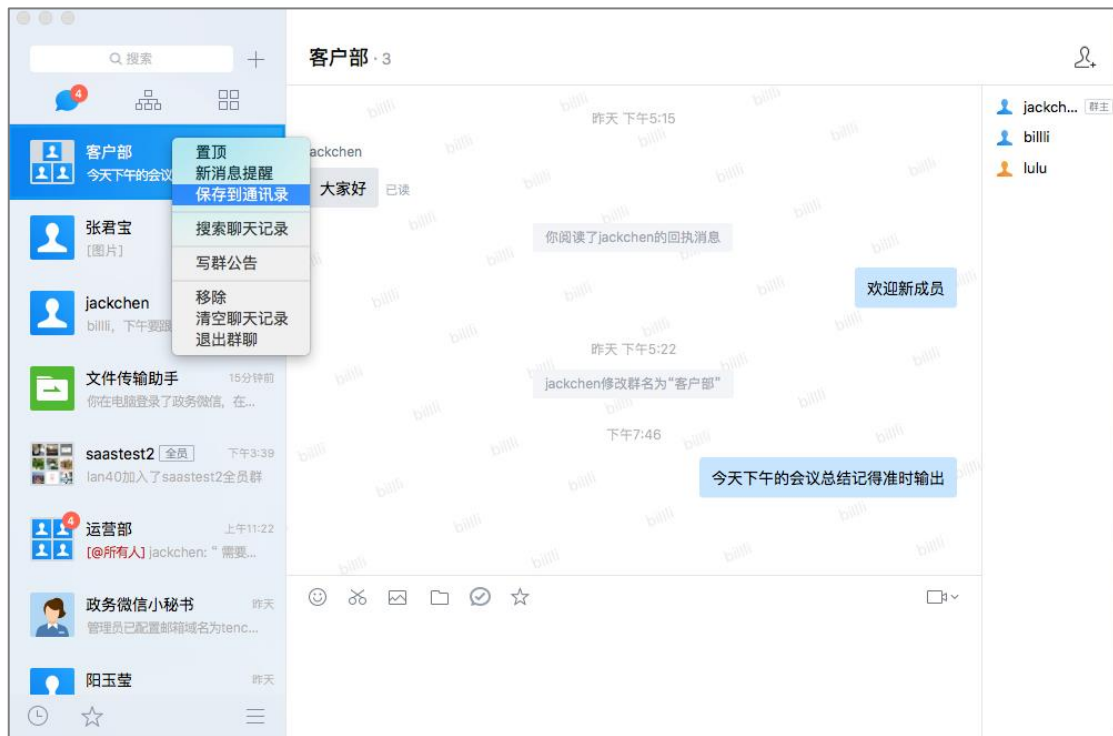 搜索
客户部 · 3
4
客户部
今天下午的会议
置顶
新消息提醒
保存到通讯录
搜索聊天记录
写群公告
移除
清空聊天记录
退出群聊
张君宝
[图片]
jackchen
billli，下午要跟
文件传输助手 15分钟前
你在电脑登录了政务微信，在...
saastest2 全员 下午3:39
lan40加入了saastest2全员群
4
运营部 上午11:22
[@所有人] jackchen: “ 需要...
政务微信小秘书 昨天
管理员已配置邮箱域名为tenc...
阳玉莹 昨天
昨天 下午5:15
ackchen
大家好 已读
你阅读了jackchen的回执消息
欢迎新成员
昨天 下午5:22
jackchen修改群名为“客户部”
下午7:46
今天下午的会议总结记得准时输出
jackch... 群主
billli
lulu
billli